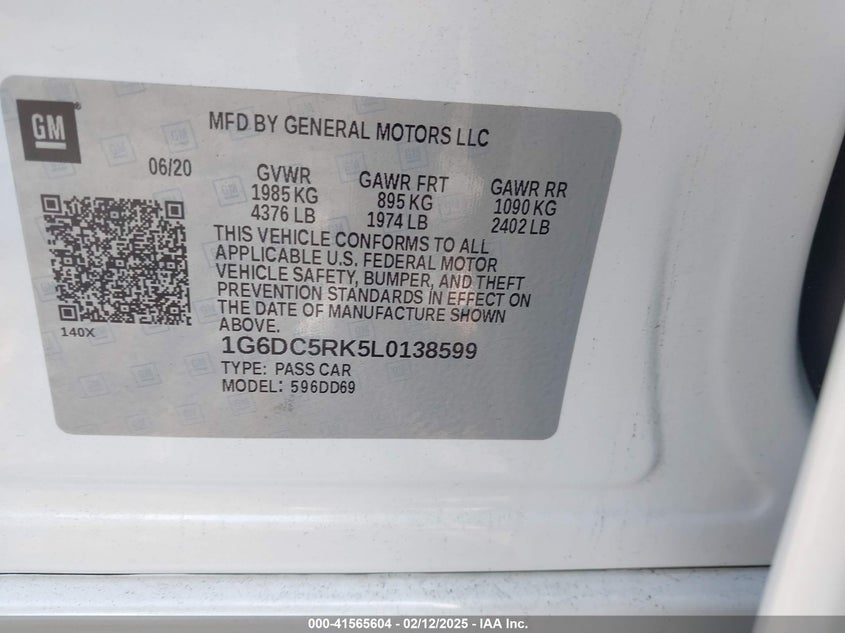 GM
MFD BY GENERAL MOTORS LLC
06/20
GVWR
1985 KG
4376 LB
GAWR FRT
895 KG
1974 LB
GAWR RR
1090 KG
2402 LB
THIS VEHICLE CONFORMS TO ALL
APPLICABLE U.S. FEDERAL MOTOR
VEHICLE SAFETY, BUMPER, AND THEFT
PREVENTION STANDARDS IN EFFECT ON
THE DATE OF MANUFACTURE SHOWN
ABOVE.
140X
1G6DC5RK5L0138599
TYPE: PASS CAR
MODEL: 596DD69
000-41565604 - 02/12/2025 - IAA Inc.